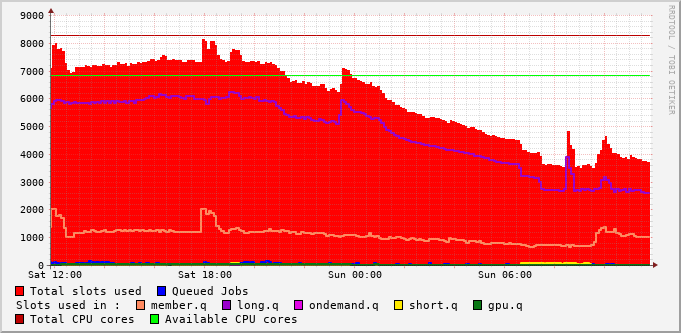 9000
8000
7000
6000
5000
4000
3000
2000
1000
0
Sat 12:00 Sat 18:00 Sun 00:00 Sun 06:00
RRDTOOL / TOBI OETIKER
Total slots used Queued Jobs
Slots used in : member.q long.q ondemand.q short.q gpu.q
Total CPU cores Available CPU cores